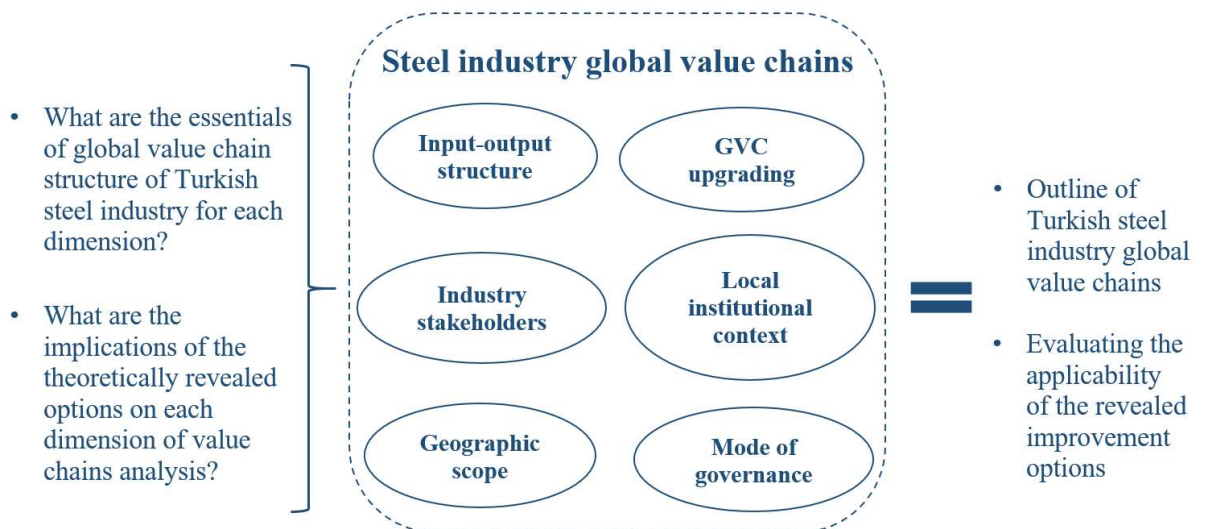 • What are the essentials
of global value chain
structure of Turkish
steel industry for each
dimension?
• What are the
implications of the
theoretically revealed
options on each
dimension of value
chains analysis?
Steel industry global value chains
Input-output
structure
GVC
upgrading
Industry
stakeholders
Local
institutional
context
Geographic
scope
Mode of
governance
• Outline of
Turkish steel
industry global
value chains
• Evaluating the
applicability
of the revealed
improvement
options